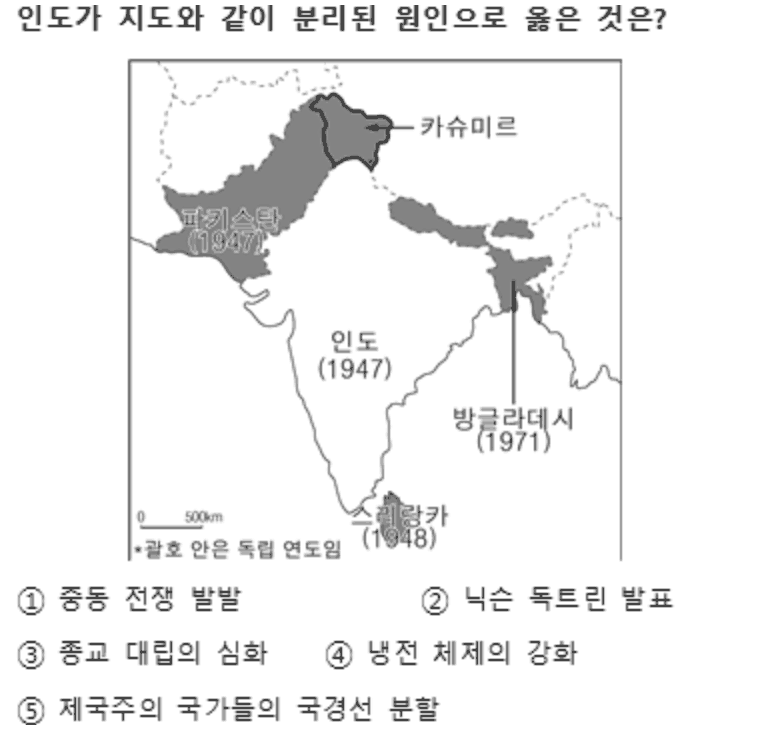 인도가 지도와 같이 분리된 원인으로 옳은 것은?
카슈미르
파키스탄
(1947)
인도
(1947)
방글라데시
(1971)
스리랑카
(1948)
0 500km
*괄호 안은 독립 연도임
① 중동 전쟁 발발 ② 닉슨 독트린 발표
③ 종교 대립의 심화 ④ 냉전 체제의 강화
⑤ 제국주의 국가들의 국경선 분할